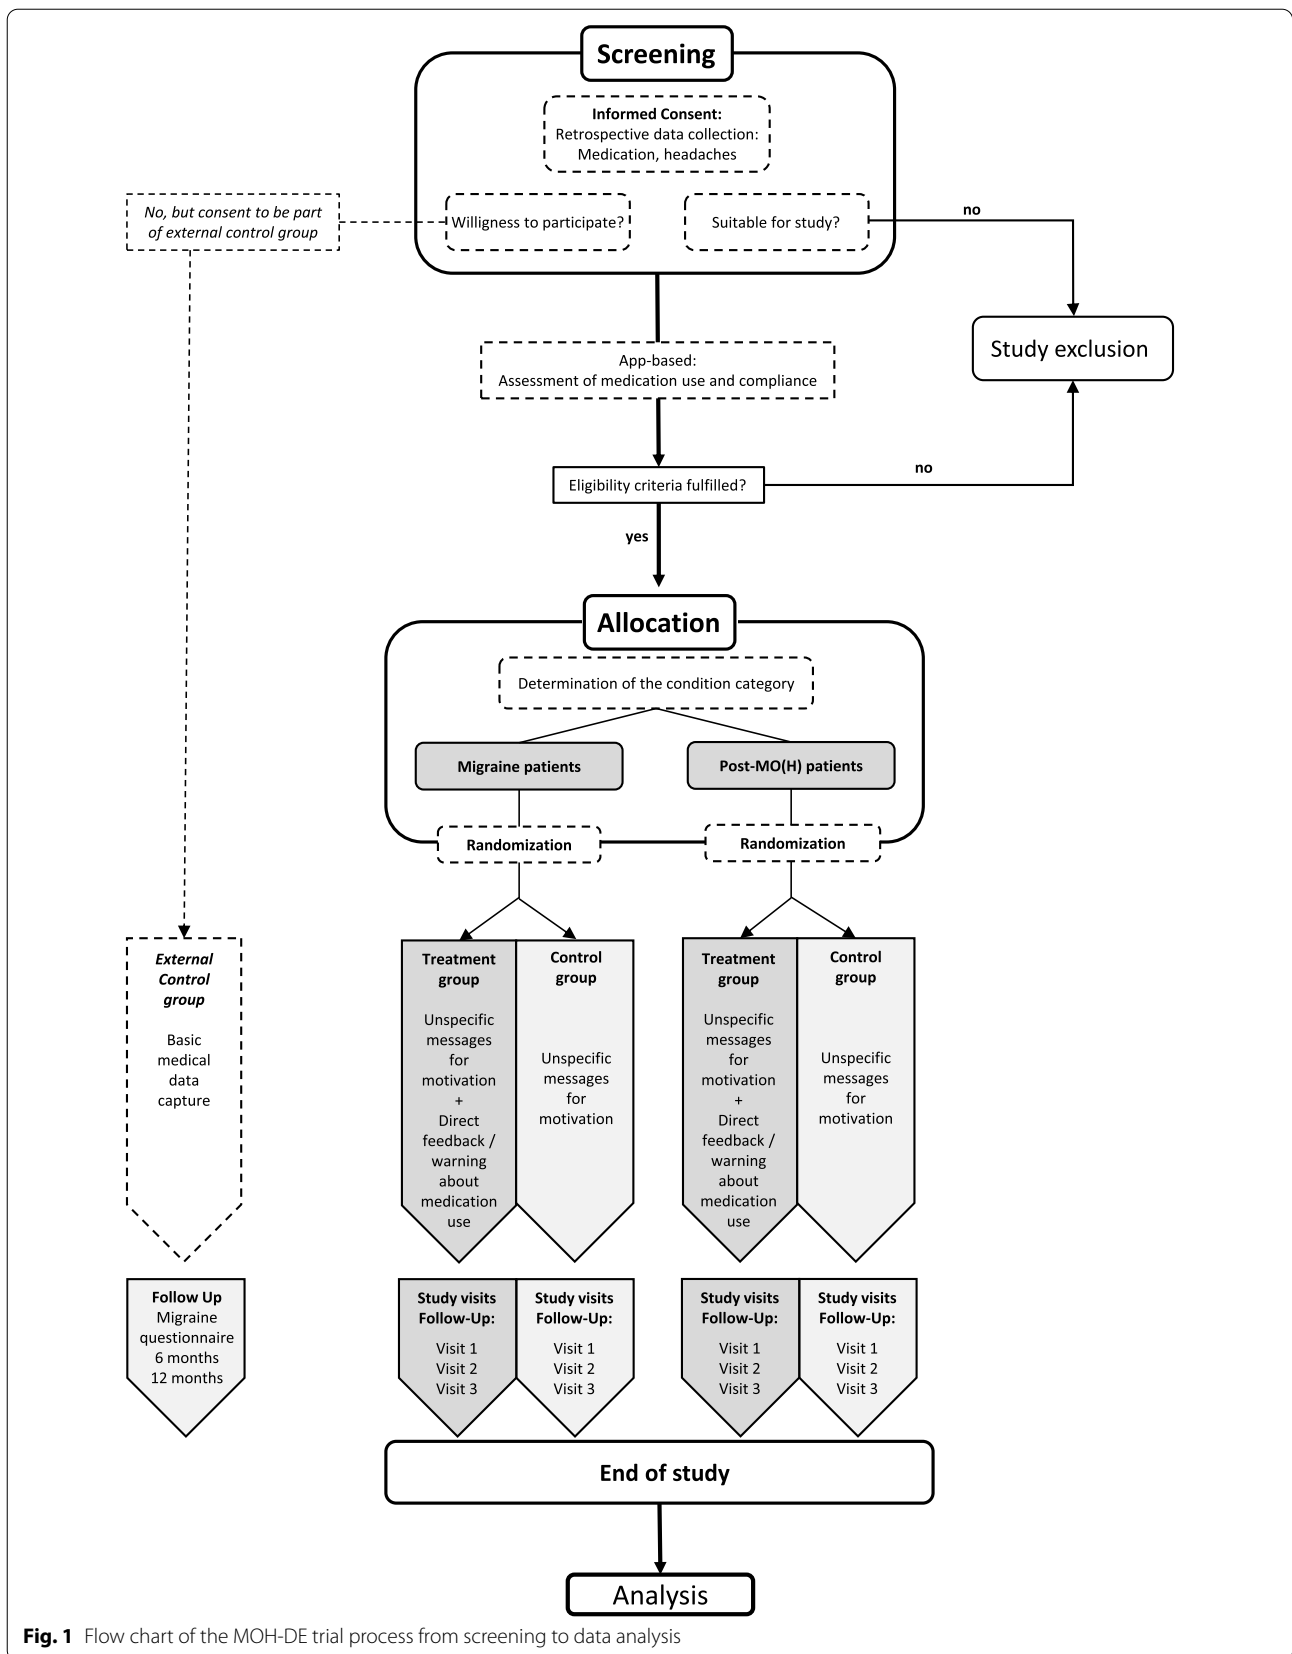 Screening
Informed Consent:
Retrospective data collection:
Medication, headaches
No, but consent to be part
of external control group
Willigness to participate?
Suitable for study?
no
Study exclusion
App-based:
Assessment of medication use and compliance
Eligibility criteria fulfilled?
no
yes
Allocation
Determination of the condition category
Migraine patients
Post-MO(H) patients
Randomization
Randomization
External
Control
group
Basic
medical
data
capture
Treatment
group
Unspecific
messages
for
motivation
+
Direct
feedback /
warning
about
medication
use
Control
group
Unspecific
messages
for
motivation
Treatment
group
Unspecific
messages
for
motivation
+
Direct
feedback /
warning
about
medication
use
Control
group
Unspecific
messages
for
motivation
Follow Up
Migraine
questionnaire
6 months
12 months
Study visits
Follow-Up:
Visit 1
Visit 2
Visit 3
Study visits
Follow-Up:
Visit 1
Visit 2
Visit 3
Study visits
Follow-Up:
Visit 1
Visit 2
Visit 3
Study visits
Follow-Up:
Visit 1
Visit 2
Visit 3
End of study
Analysis
Fig. 1 Flow chart of the MOH-DE trial process from screening to data analysis